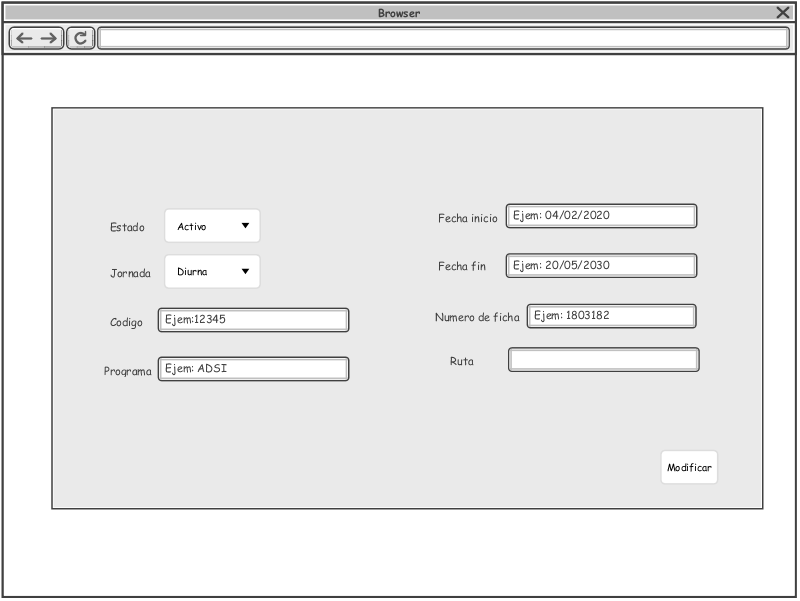 Browser
Estado
Activo
Jornada
Diurna
Codigo
Ejem:12345
Programa
Ejem: ADSI
Fecha inicio
Ejem: 04/02/2020
Fecha fin
Ejem: 20/05/2030
Numero de ficha
Ejem: 1803182
Ruta
Modificar